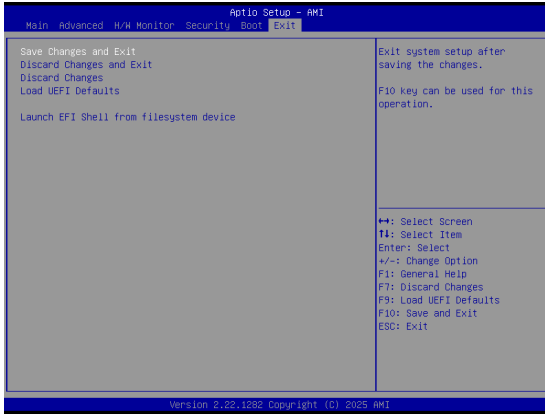 Aptio Setup - AMI
Main Advanced H/W Monitor Security Boot Exit
Save Changes and Exit
Discard Changes and Exit
Discard Changes
Load UEFI Defaults
Launch EFI Shell from filesystem device
Exit system setup after
saving the changes.
F10 key can be used for this
operation.
↔: Select Screen
↑↓: Select Item
Enter: Select
+/-: Change Option
F1: General Help
F7: Discard Changes
F9: Load UEFI Defaults
F10: Save and Exit
ESC: Exit
Version 2.22.1282 Copyright (C) 2025 AMI